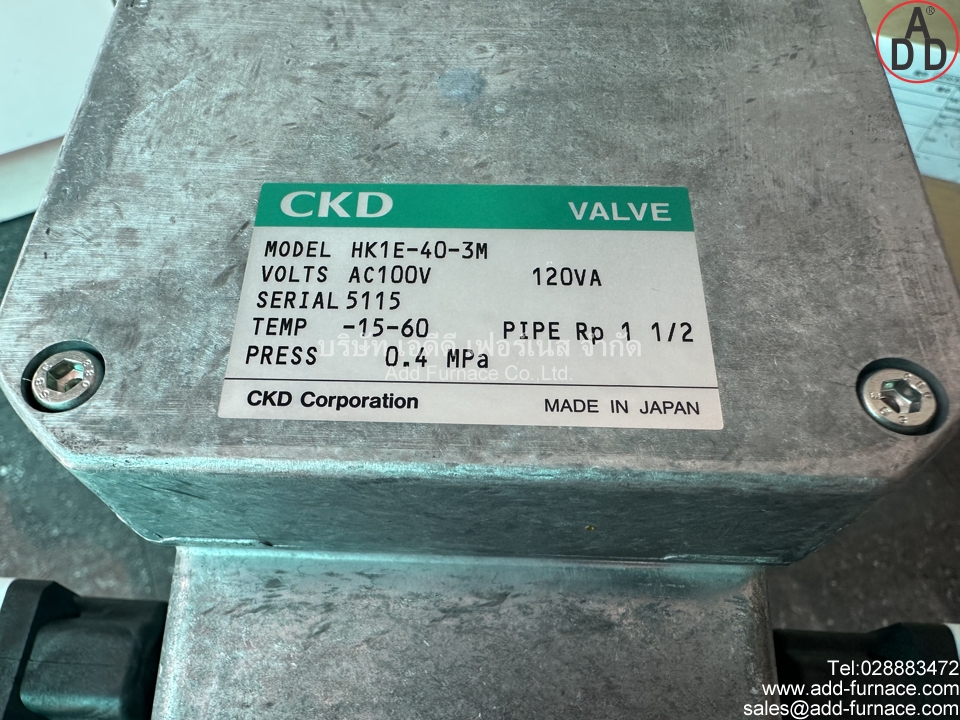 ADD®
CKD VALVE
MODEL HK1E-40-3M
VOLTS AC100V 120VA
SERIAL 5115
TEMP -15-60 PIPE Rp 1 1/2
บริษัท เอดีดี เฟอร์เนส จำกัด
PRESS 0.4 MPa
Add Furnace Co.,Ltd.
CKD Corporation MADE IN JAPAN
Tel:028883472
www.add-furnace.com
sales@add-furnace.com